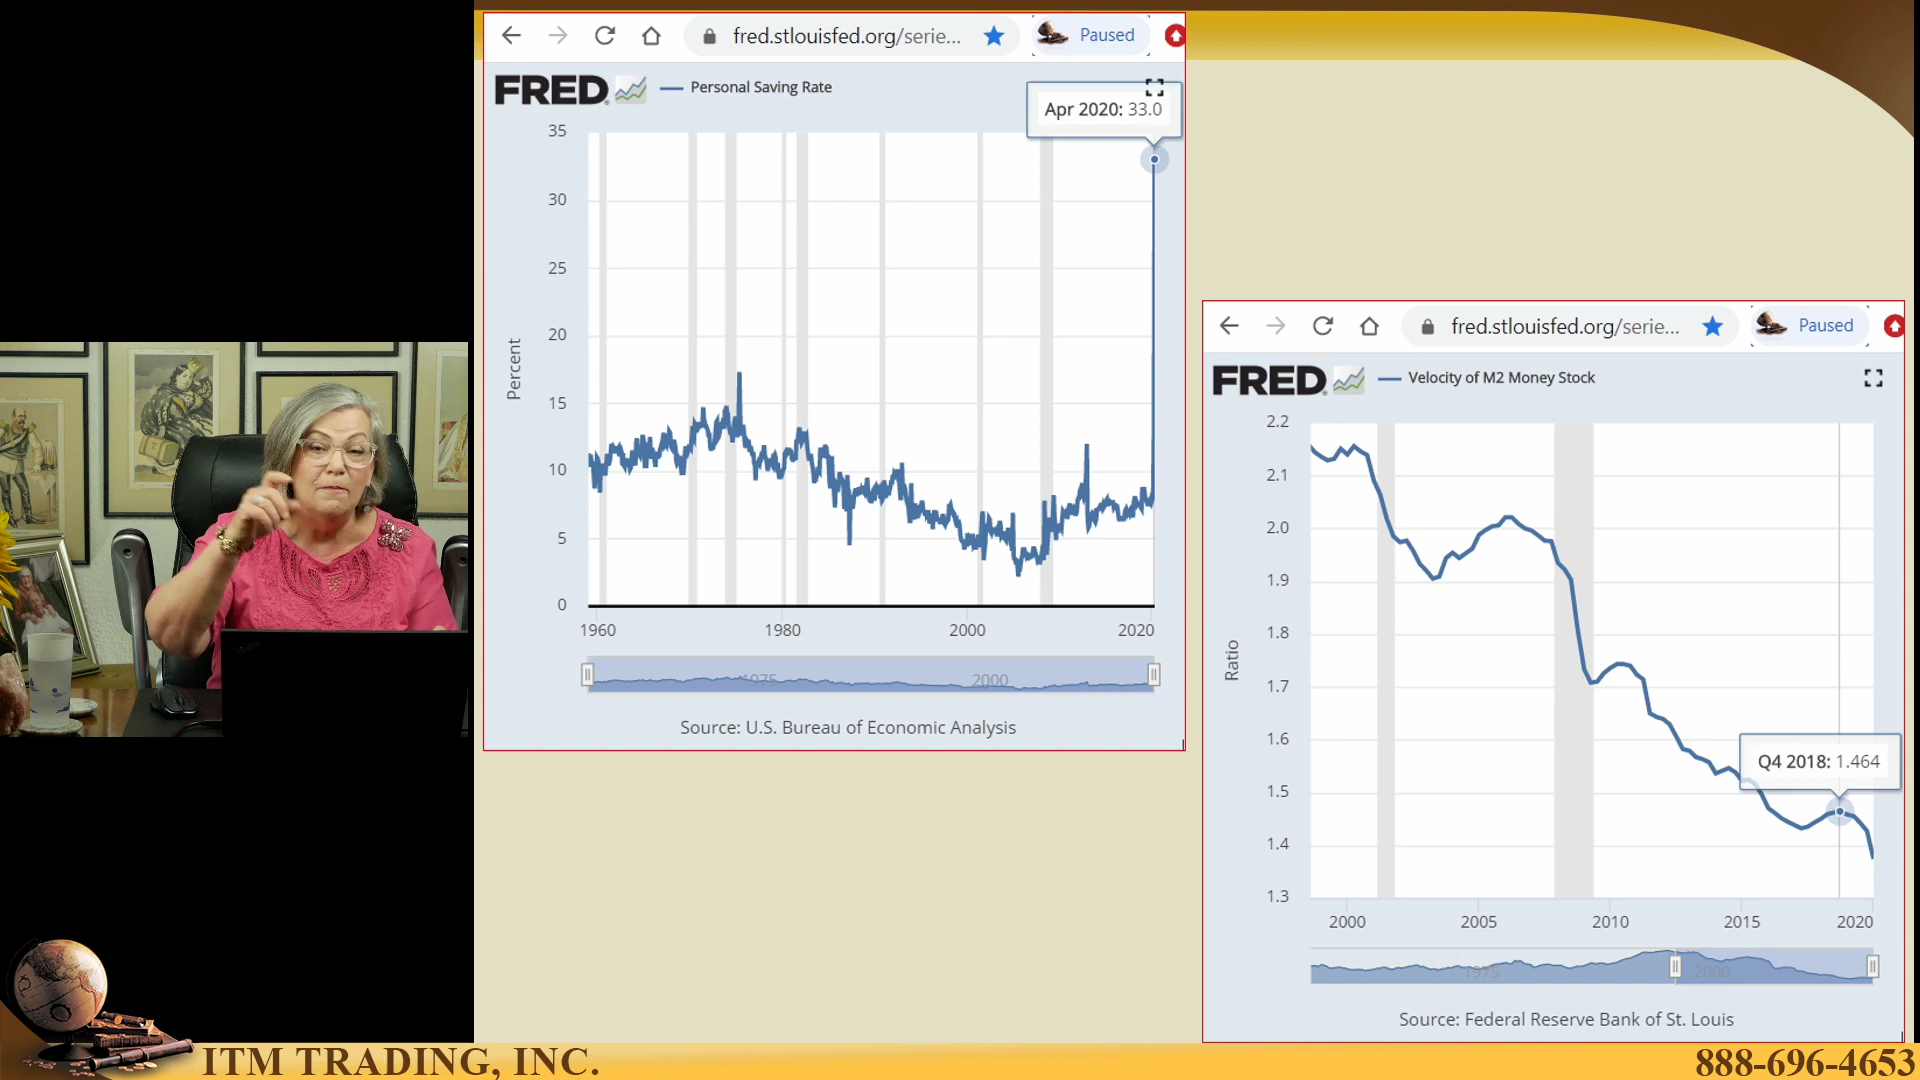 fred.stlouisfed.org/serie...
Paused
FRED
Personal Saving Rate
Apr 2020: 33.0
35
30
25
20
15
10
5
0
Percent
1960
1980
2000
2020
1975
2000
Source: U.S. Bureau of Economic Analysis
fred.stlouisfed.org/serie...
Paused
FRED
Velocity of M2 Money Stock
2.2
2.1
2.0
1.9
1.8
1.7
1.6
1.5
1.4
1.3
Ratio
Q4 2018: 1.464
2000
2005
2010
2015
2020
1975
2000
Source: Federal Reserve Bank of St. Louis
ITM TRADING, INC.
888-696-4653